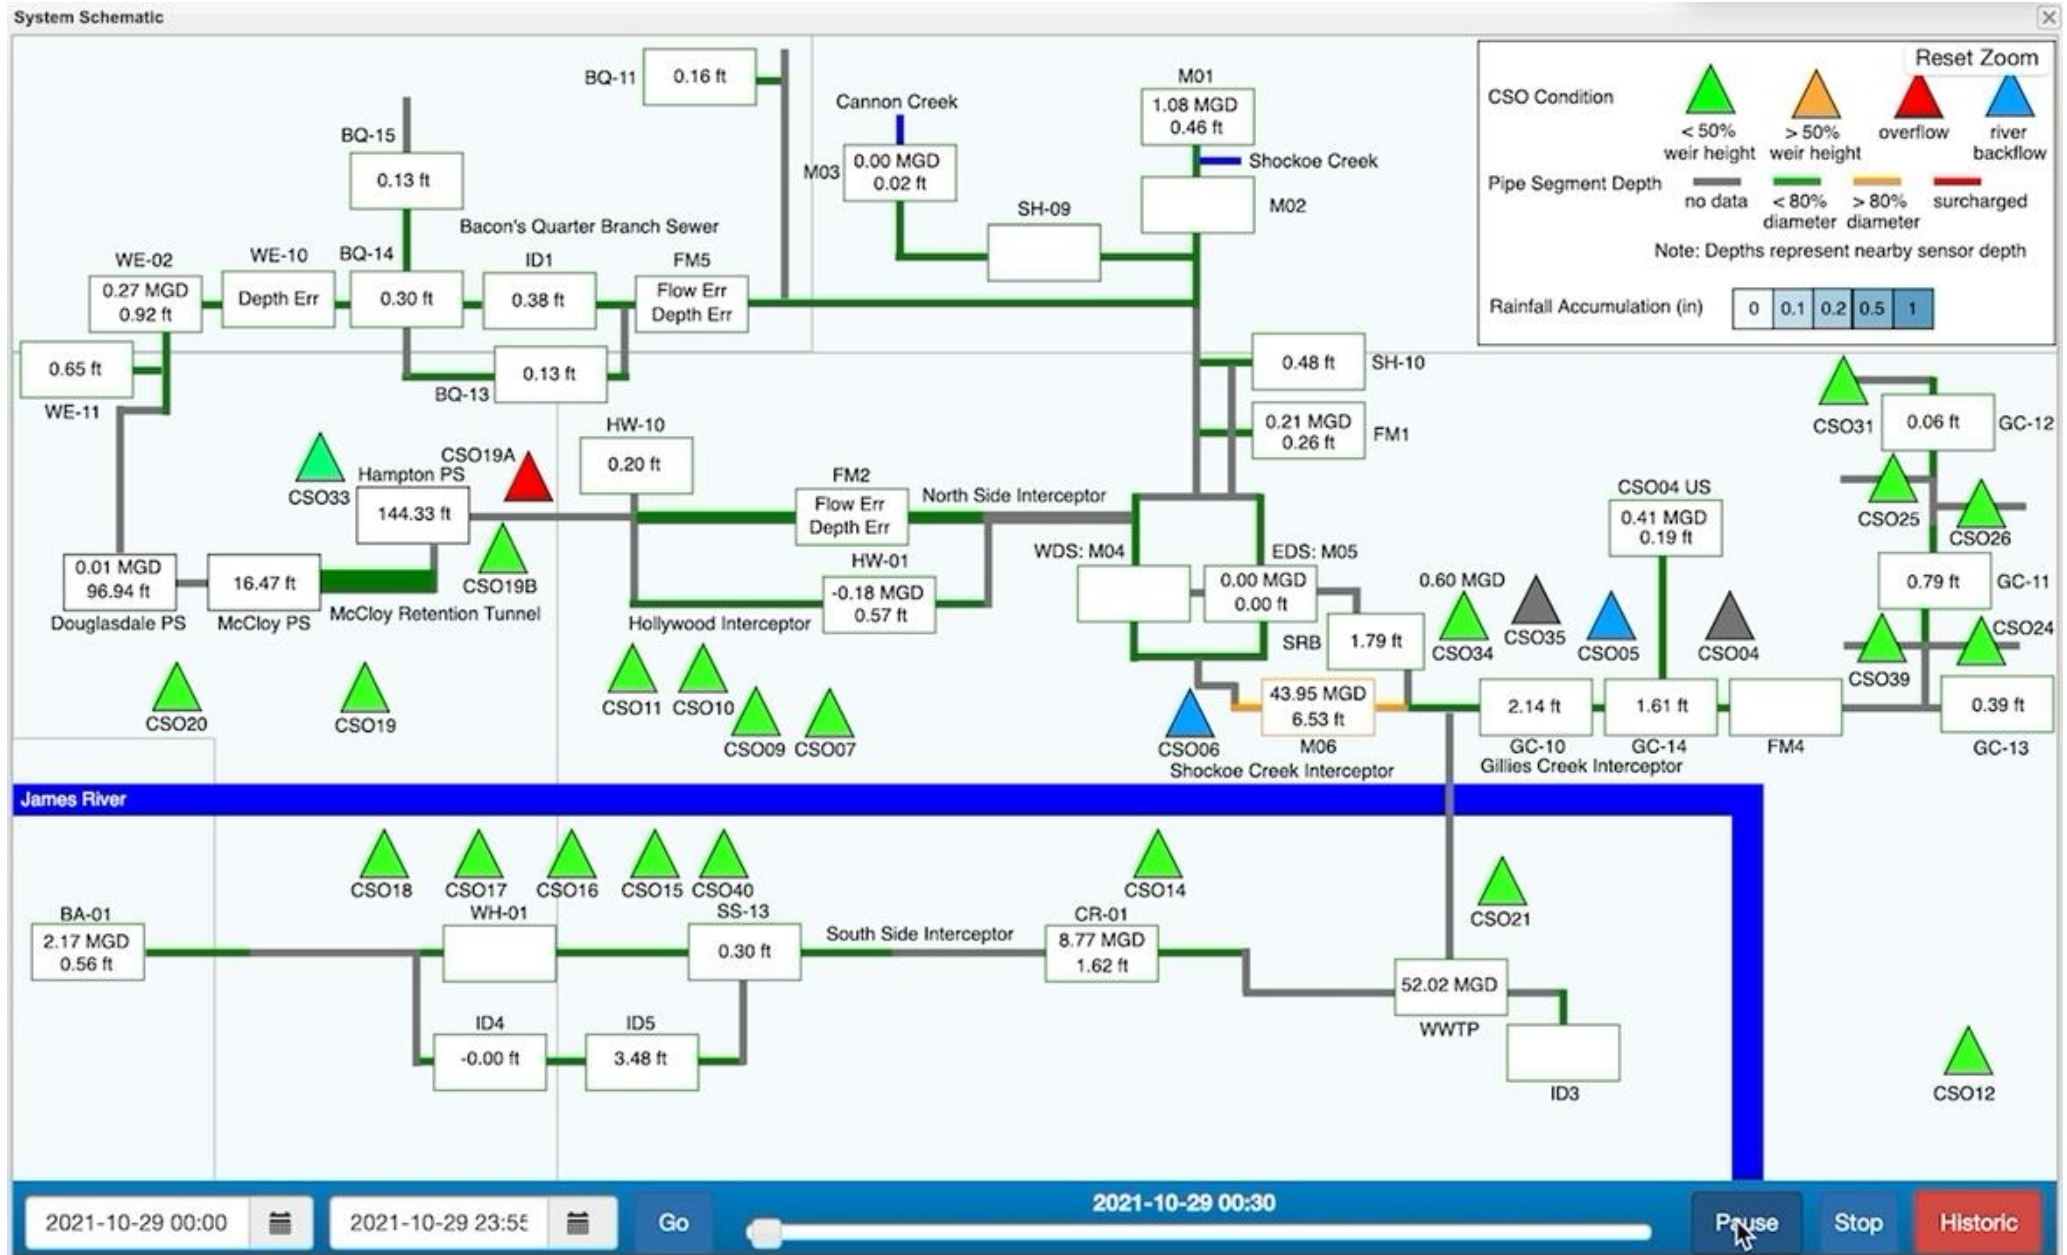 System Schematic
Reset Zoom
CSO Condition
< 50%
weir height
> 50%
weir height
overflow
river
backflow
Pipe Segment Depth
no data
< 80%
diameter
> 80%
diameter
surcharged
Note: Depths represent nearby sensor depth
Rainfall Accumulation (in)
0 0.1 0.2 0.5 1
BQ-11
0.16 ft
BQ-15
0.13 ft
Cannon Creek
M03
0.00 MGD
0.02 ft
M01
1.08 MGD
0.46 ft
Shockoe Creek
M02
SH-09
Bacon's Quarter Branch Sewer
WE-02
0.27 MGD
0.92 ft
WE-10
Depth Err
BQ-14
0.30 ft
ID1
0.38 ft
FM5
Flow Err
Depth Err
0.65 ft
WE-11
BQ-13
0.13 ft
0.48 ft
SH-10
0.21 MGD
0.26 ft
FM1
CSO31
0.06 ft
GC-12
CSO25
CSO26
0.79 ft
GC-11
CSO39
CSO24
0.39 ft
GC-13
CSO33
Hampton PS
144.33 ft
CSO19A
CSO19B
HW-10
0.20 ft
FM2
Flow Err
Depth Err
North Side Interceptor
HW-01
-0.18 MGD
0.57 ft
Hollywood Interceptor
0.01 MGD
96.94 ft
Douglasdale PS
16.47 ft
McCloy PS
McCloy Retention Tunnel
WDS: M04
EDS: M05
0.00 MGD
0.00 ft
SRB
1.79 ft
0.60 MGD
CSO34
CSO35
CSO05
CSO04 US
0.41 MGD
0.19 ft
CSO04
CSO20
CSO19
CSO11
CSO10
CSO09
CSO07
CSO06
43.95 MGD
6.53 ft
M06
Shockoe Creek Interceptor
2.14 ft
GC-10
1.61 ft
GC-14
FM4
Gillies Creek Interceptor
James River
CSO18
CSO17
CSO16
CSO15
CSO40
CSO14
CSO21
BA-01
2.17 MGD
0.56 ft
WH-01
SS-13
0.30 ft
South Side Interceptor
CR-01
8.77 MGD
1.62 ft
52.02 MGD
WWTP
ID4
-0.00 ft
ID5
3.48 ft
ID3
CSO12
2021-10-29 00:00
2021-10-29 23:55
Go
2021-10-29 00:30
Pause
Stop
Historic